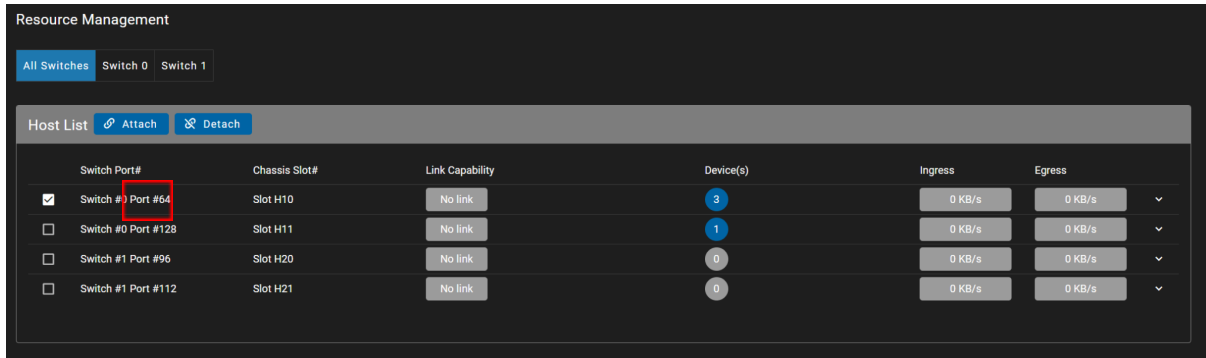 Resource Management
All Switches Switch 0 Switch 1
Host List Attach Detach
Switch Port# Chassis Slot# Link Capability Device(s) Ingress Egress
Switch #0 Port #64 Slot H10 No link 3 0 KB/s 0 KB/s
Switch #0 Port #128 Slot H11 No link 1 0 KB/s 0 KB/s
Switch #1 Port #96 Slot H20 No link 0 0 KB/s 0 KB/s
Switch #1 Port #112 Slot H21 No link 0 0 KB/s 0 KB/s